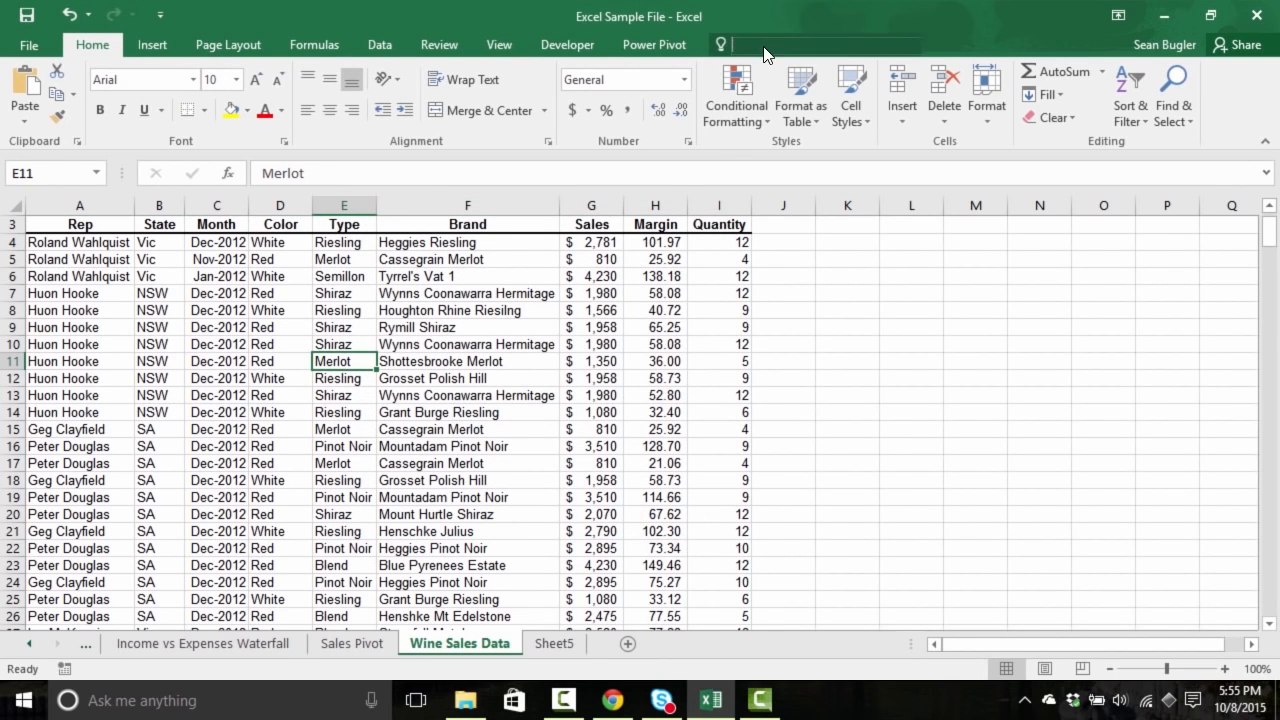 Excel Sample File - Excel
File Home Insert Page Layout Formulas Data Review View Developer Power Pivot Sean Bugler Share
Paste
Clipboard
Arial 10
B I U
Font
Wrap Text
Merge & Center
Alignment
General
$ % ,
Number
Conditional Formatting
Format as Table
Cell Styles
Styles
Insert Delete Format
Cells
AutoSum
Fill
Clear
Sort & Filter
Find & Select
Editing
E11 fx Merlot
A B C D E F G H I J K L M N O P Q
3 Rep State Month Color Type Brand Sales Margin Quantity
4 Roland Wahlquist Vic Dec-2012 White Riesling Heggies Riesling $ 2,781 101.97 12
5 Roland Wahlquist Vic Nov-2012 Red Merlot Cassegrain Merlot $ 810 25.92 4
6 Roland Wahlquist Vic Jan-2012 White Semillon Tyrrel's Vat 1 $ 4,230 138.18 12
7 Huon Hooke NSW Dec-2012 Red Shiraz Wynns Coonawarra Hermitage $ 1,980 58.08 12
8 Huon Hooke NSW Dec-2012 White Riesling Houghton Rhine Riesilng $ 1,566 40.72 9
9 Huon Hooke NSW Dec-2012 Red Shiraz Rymill Shiraz $ 1,958 65.25 9
10 Huon Hooke NSW Dec-2012 Red Shiraz Wynns Coonawarra Hermitage $ 1,980 58.08 12
11 Huon Hooke NSW Dec-2012 Red Merlot Shottesbrooke Merlot $ 1,350 36.00 5
12 Huon Hooke NSW Dec-2012 White Riesling Grosset Polish Hill $ 1,958 58.73 9
13 Huon Hooke NSW Dec-2012 Red Shiraz Wynns Coonawarra Hermitage $ 1,980 52.80 12
14 Huon Hooke NSW Dec-2012 White Riesling Grant Burge Riesling $ 1,080 32.40 6
15 Geg Clayfield SA Dec-2012 Red Merlot Cassegrain Merlot $ 810 25.92 4
16 Peter Douglas SA Dec-2012 Red Pinot Noir Mountadam Pinot Noir $ 3,510 128.70 9
17 Peter Douglas SA Dec-2012 Red Merlot Cassegrain Merlot $ 810 21.06 4
18 Geg Clayfield SA Dec-2012 White Riesling Grosset Polish Hill $ 1,958 58.73 9
19 Peter Douglas SA Dec-2012 Red Pinot Noir Mountadam Pinot Noir $ 3,510 114.66 9
20 Peter Douglas SA Dec-2012 Red Shiraz Mount Hurtle Shiraz $ 2,070 67.62 12
21 Geg Clayfield SA Dec-2012 White Riesling Henschke Julius $ 2,790 102.30 12
22 Peter Douglas SA Dec-2012 Red Pinot Noir Heggies Pinot Noir $ 2,895 73.34 10
23 Peter Douglas SA Dec-2012 Red Blend Blue Pyrenees Estate $ 4,230 149.46 12
24 Geg Clayfield SA Dec-2012 Red Pinot Noir Heggies Pinot Noir $ 2,895 75.27 10
25 Peter Douglas SA Dec-2012 White Riesling Grant Burge Riesling $ 1,080 33.12 6
26 Peter Douglas SA Dec-2012 Red Blend Henshke Mt Edelstone $ 2,475 77.55 5
... Income vs Expenses Waterfall Sales Pivot Wine Sales Data Sheet5
Ready 100%
Ask me anything 5:55 PM
10/8/2015